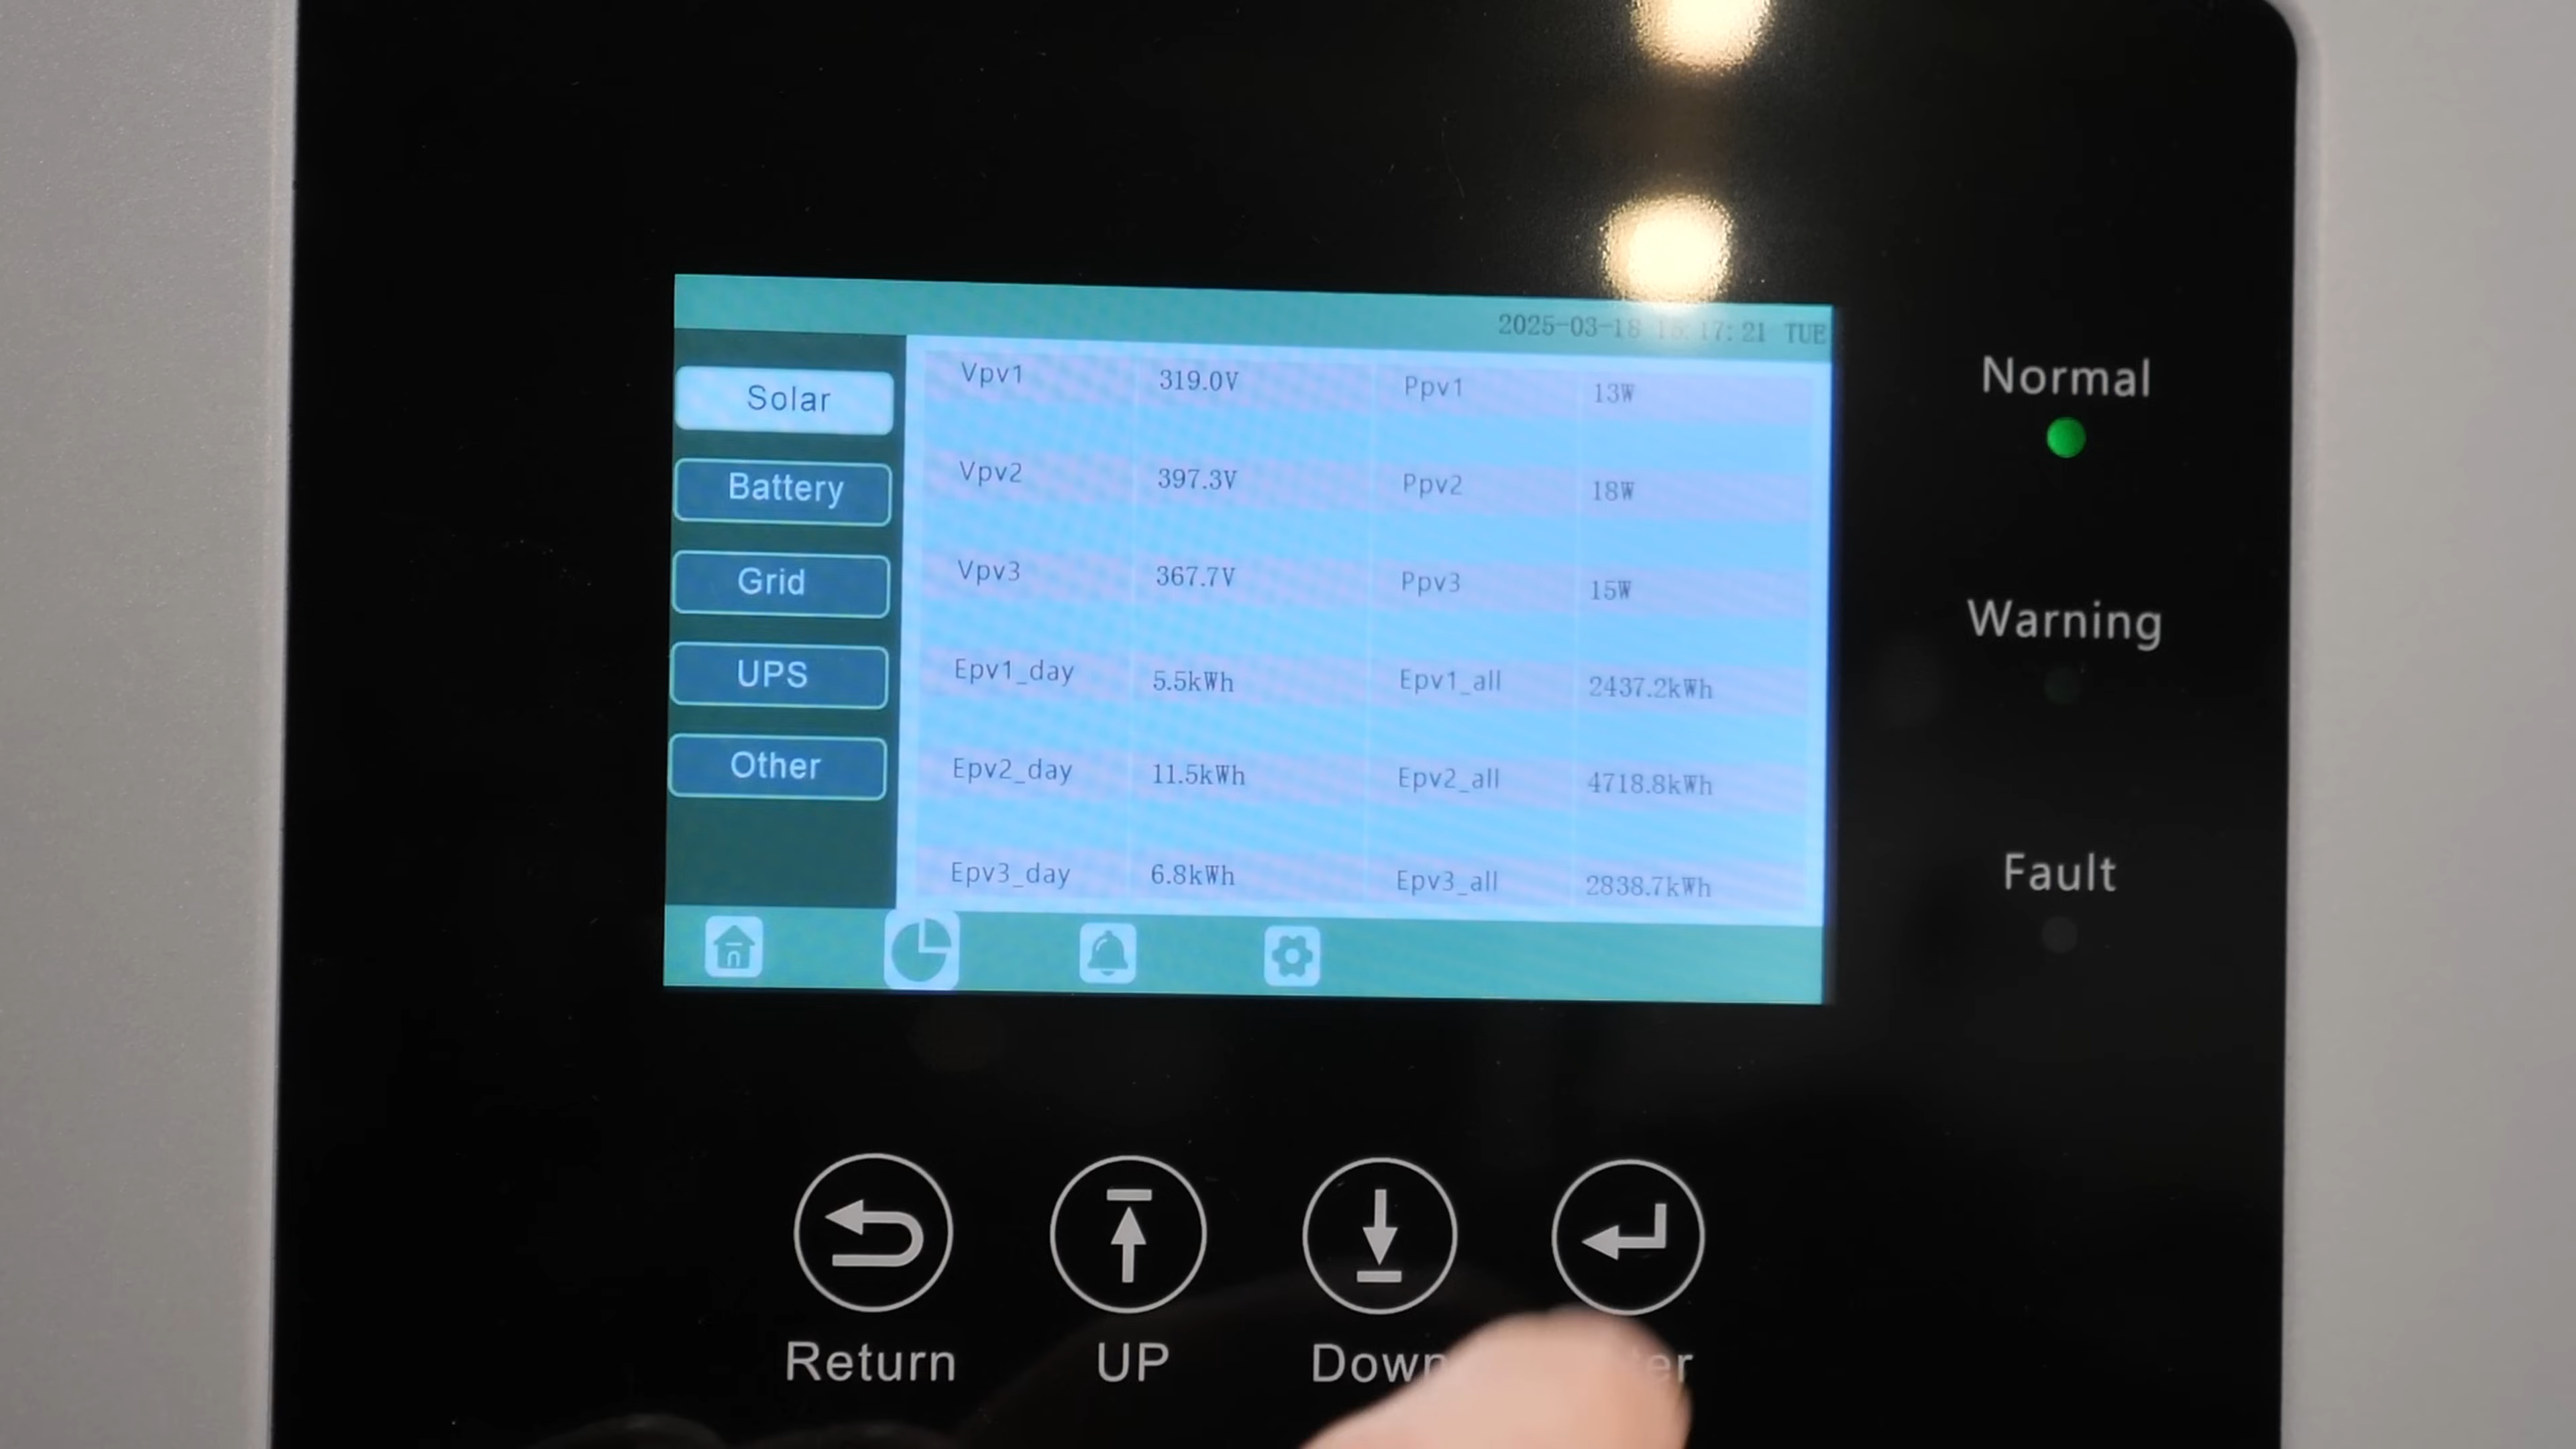 2025-03-18 17:21 TUE
Solar
Battery
Grid
UPS
Other
Vpv1 319.0V Ppv1 13W
Vpv2 397.3V Ppv2 18W
Vpv3 367.7V Ppv3 15W
Epv1_day 5.5kWh Epv1_all 2437.2kWh
Epv2_day 11.5kWh Epv2_all 4718.8kWh
Epv3_day 6.8kWh Epv3_all 2838.7kWh
Normal
Warning
Fault
Return UP Down